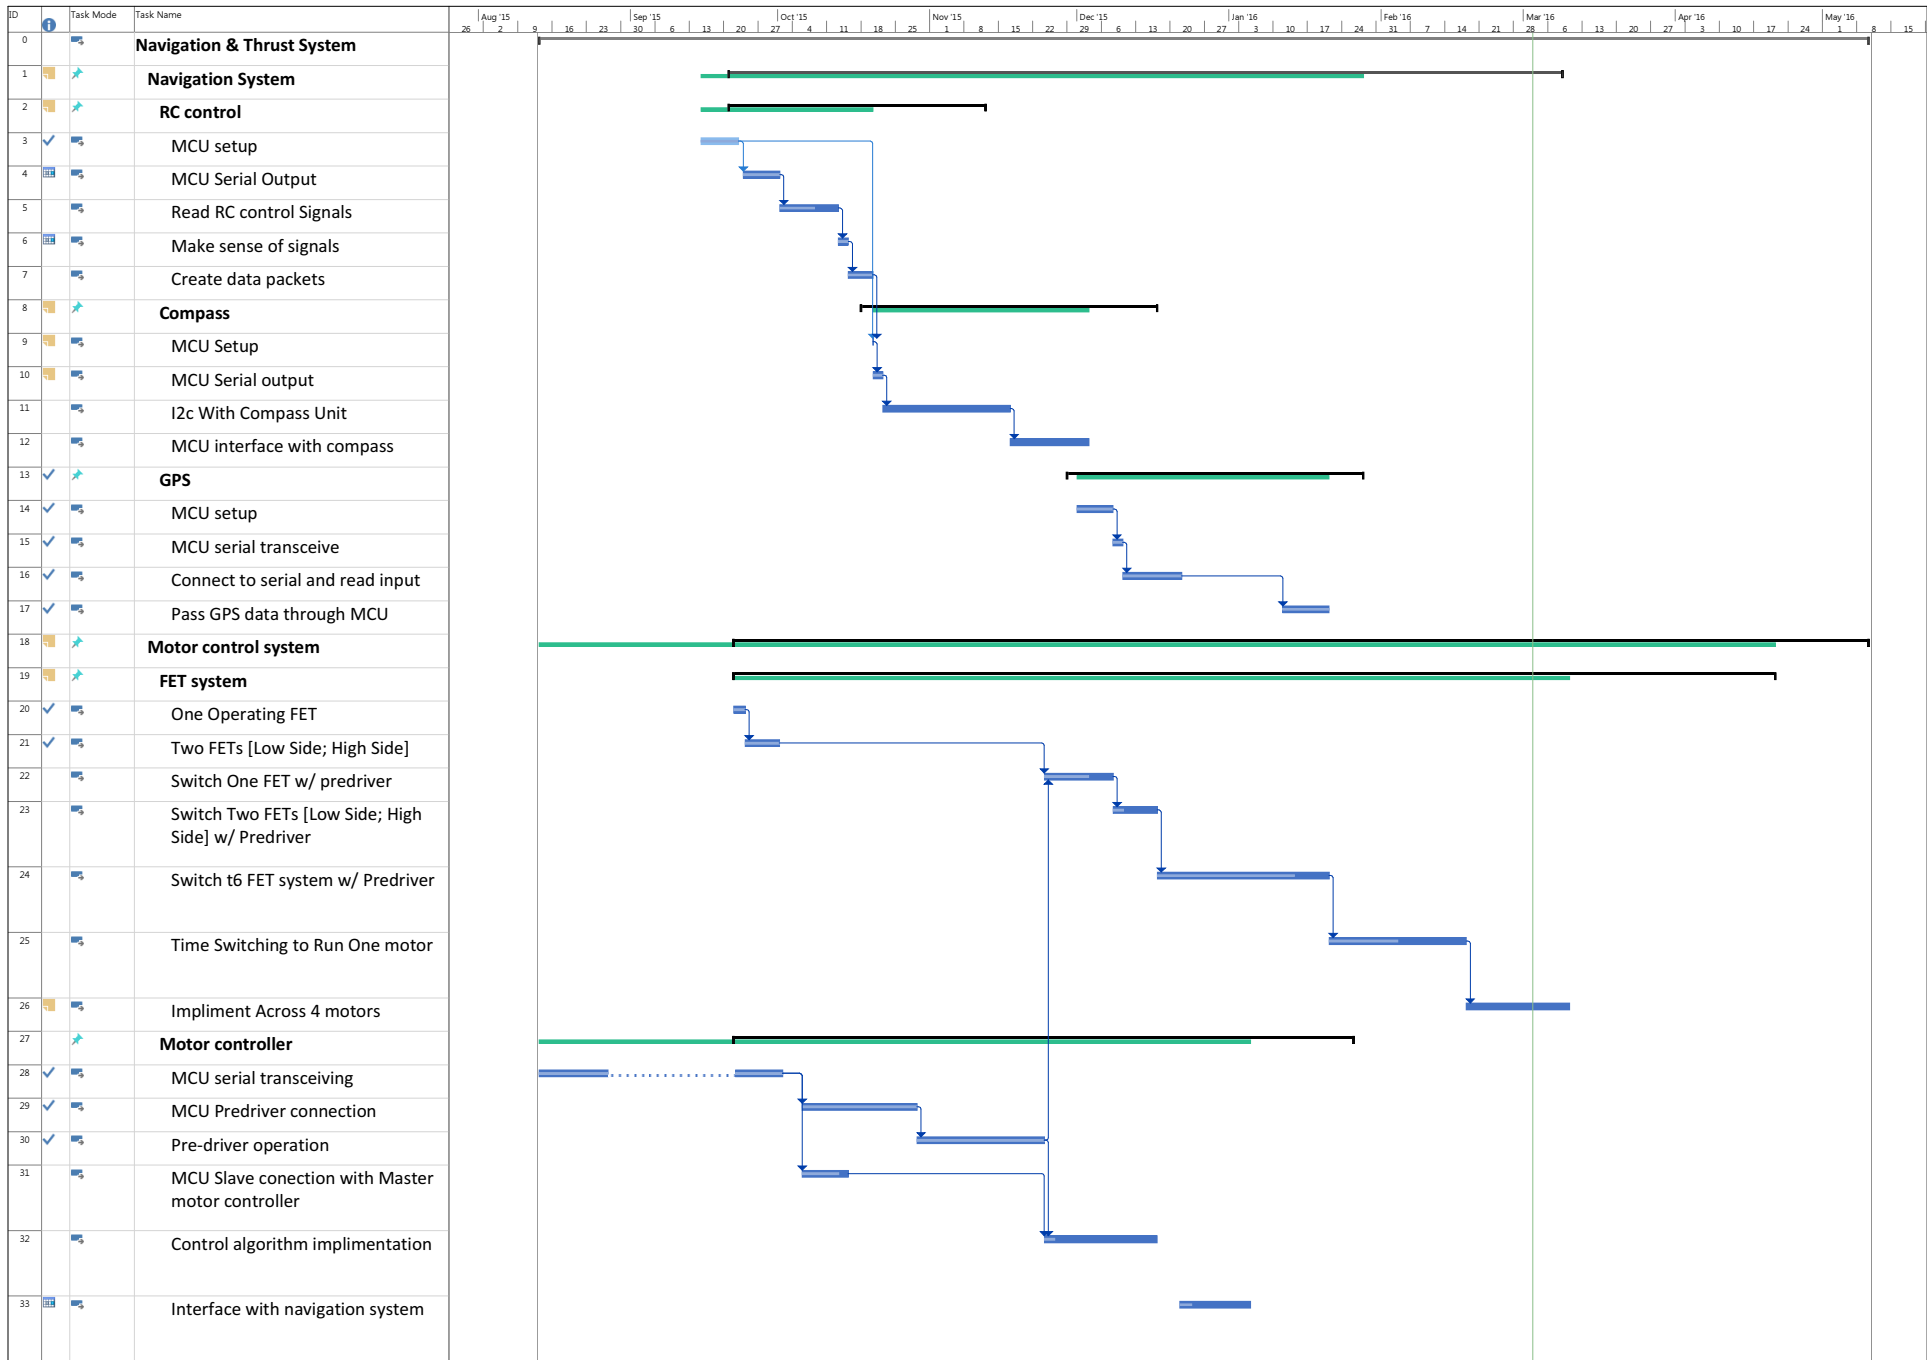 ID Task Mode Task Name Aug '15 Sep '15 Oct '15 Nov '15 Dec '15 Jan '16 Feb '16 Mar '16 Apr '16 May '16
26 2 9 16 23 30 6 13 20 27 4 11 18 25 1 8 15 22 29 6 13 20 27 3 10 17 24 31 7 14 21 28 6 13 20 27 3 10 17 24 1 8 15
0 Navigation & Thrust System
1 Navigation System
2 RC control
3 MCU setup
4 MCU Serial Output
5 Read RC control Signals
6 Make sense of signals
7 Create data packets
8 Compass
9 MCU Setup
10 MCU Serial output
11 I2c With Compass Unit
12 MCU interface with compass
13 GPS
14 MCU setup
15 MCU serial transceive
16 Connect to serial and read input
17 Pass GPS data through MCU
18 Motor control system
19 FET system
20 One Operating FET
21 Two FETs [Low Side; High Side]
22 Switch One FET w/ predriver
23 Switch Two FETs [Low Side; High
Side] w/ Predriver
24 Switch t6 FET system w/ Predriver
25 Time Switching to Run One motor
26 Impliment Across 4 motors
27 Motor controller
28 MCU serial transceiving
29 MCU Predriver connection
30 Pre-driver operation
31 MCU Slave conection with Master
motor controller
32 Control algorithm implimentation
33 Interface with navigation system